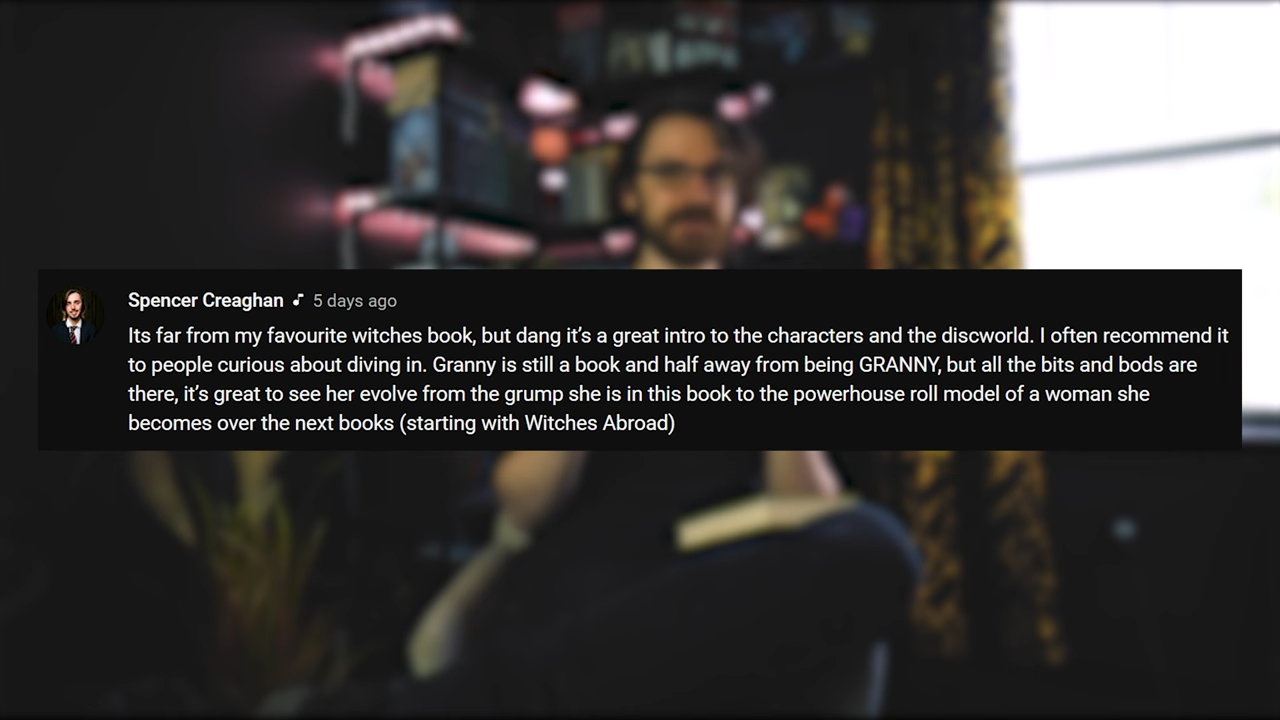 Spencer Creaghan 5 days ago
Its far from my favourite witches book, but dang it’s a great intro to the characters and the discworld. I often recommend it
to people curious about diving in. Granny is still a book and half away from being GRANNY, but all the bits and bods are
there, it’s great to see her evolve from the grump she is in this book to the powerhouse roll model of a woman she
becomes over the next books (starting with Witches Abroad)